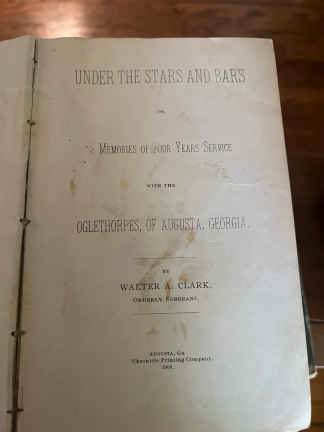 UNDER THE STARS AND BARS
OR,
MEMORIES OF FOUR YEARS SERVICE
WITH THE
OGLETHORPES, OF AUGUSTA, GEORGIA.
BY
WALTER A. CLARK,
ORDERLY SERGEANT.
AUGUSTA, GA
Chronicle Printing Company.
1900.